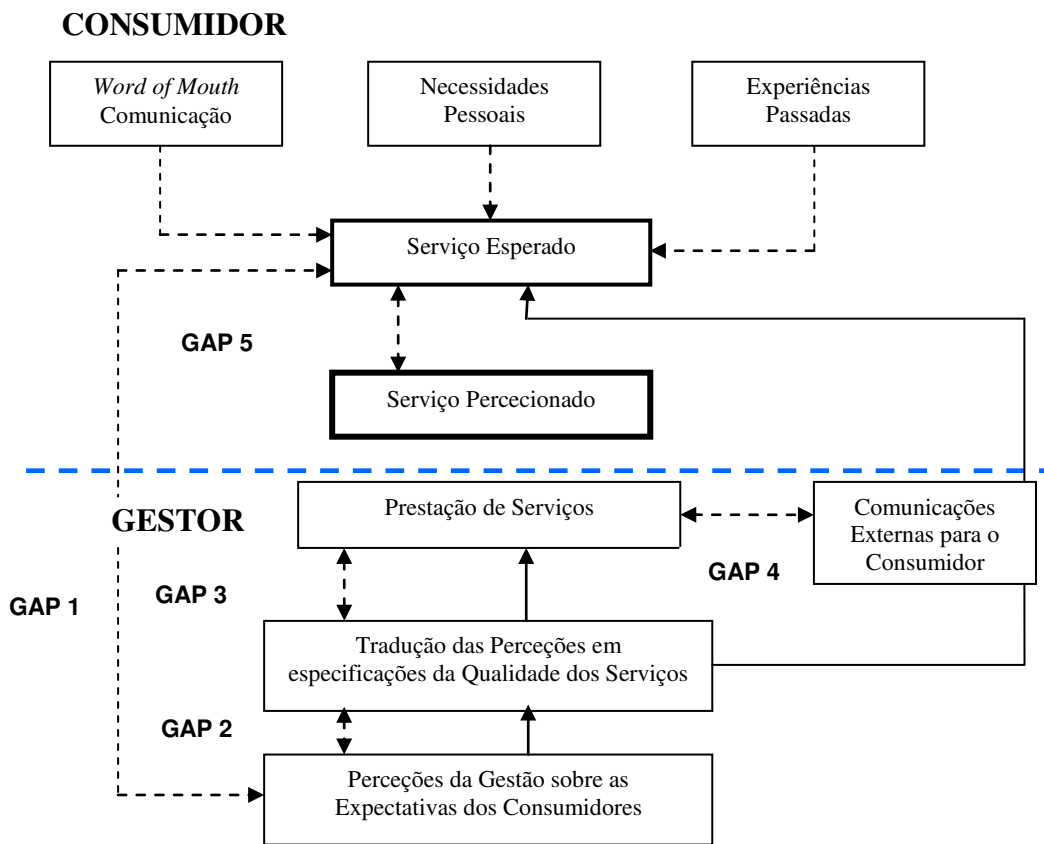 CONSUMIDOR
Word of Mouth
Comunicação
Necessidades
Pessoais
Experiências
Passadas
Serviço Esperado
GAP 5
Serviço Percecionado
GESTOR
Prestação de Serviços
Comunicações
Externas para o
Consumidor
GAP 4
GAP 1
GAP 3
Tradução das Perceções em
especificações da Qualidade dos Serviços
GAP 2
Perceções da Gestão sobre as
Expectativas dos Consumidores